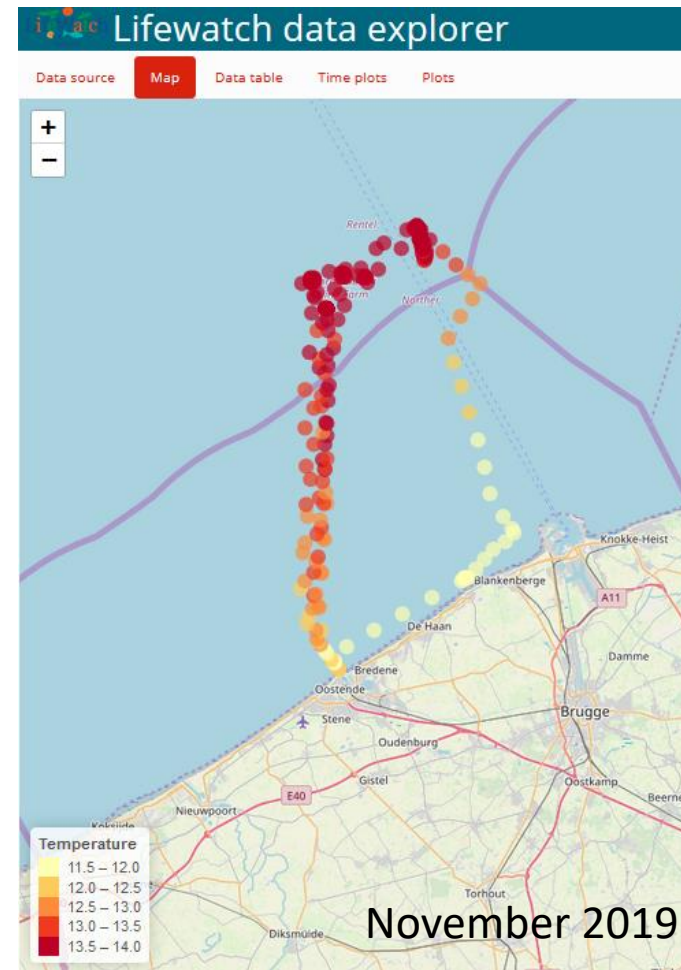 Lifewatch data explorer
Data source Map Data table Time plots Plots
+
−
Rentel
Norther
Knokke-Heist
Blankenberge
A11
De Haan
Damme
Bredene
Oostende
Brugge
Stene
Oudenburg
Gistel
Oostkamp
E40
Beerne
Nieuwpoort
Koksijde
Temperature
11.5 – 12.0
12.0 – 12.5
12.5 – 13.0
13.0 – 13.5
13.5 – 14.0
Torhout
Diksmuide
November 2019